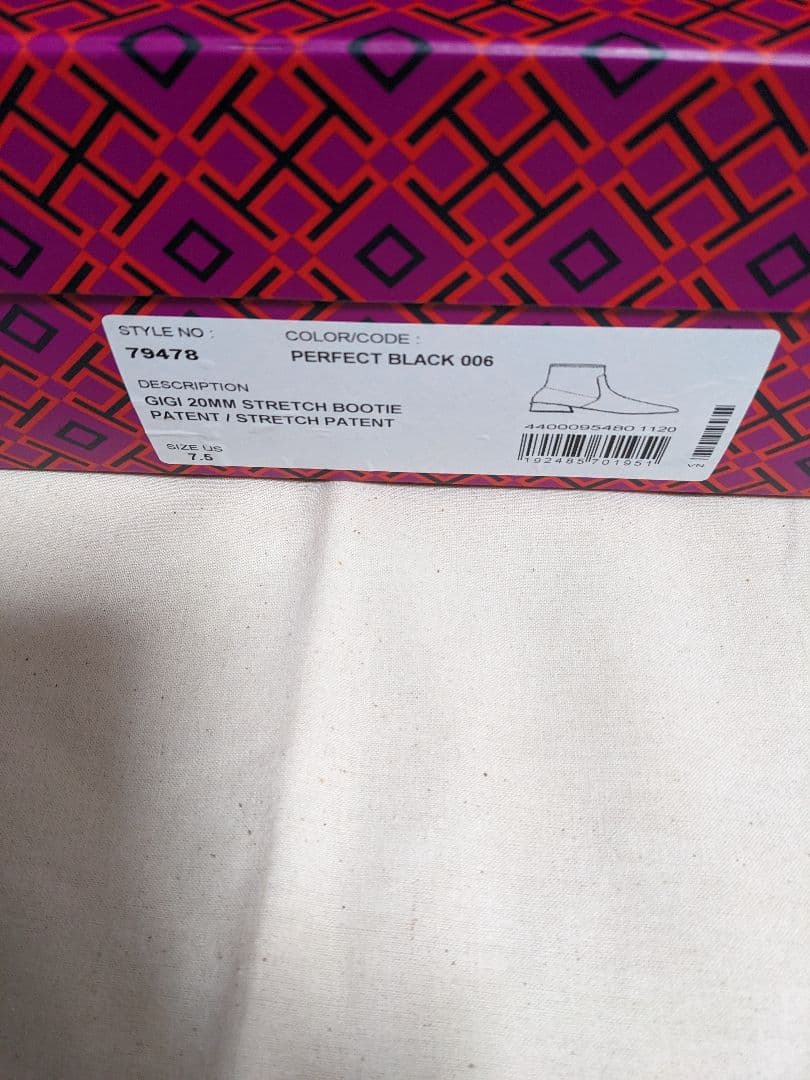 STYLE NO :
79478
COLOR/CODE :
PERFECT BLACK 006
DESCRIPTION
GIGI 20MM STRETCH BOOTIE
PATENT / STRETCH PATENT
SIZE US
7.5
4400095480 1120
192485701951
VN